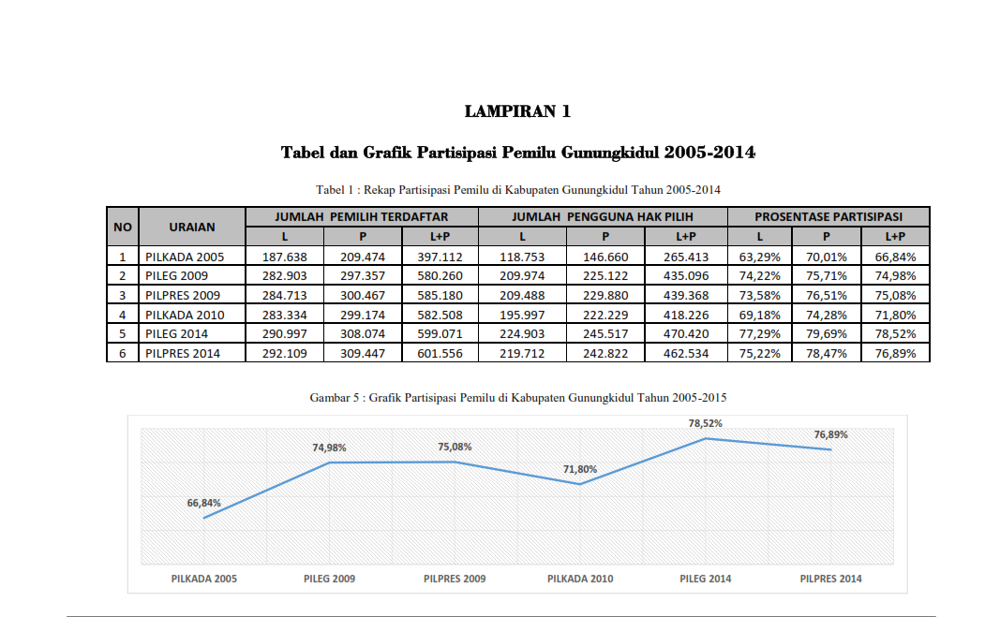 LAMPIRAN 1
Tabel dan Grafik Partisipasi Pemilu Gunungkidul 2005-2014
Tabel 1 : Rekap Partisipasi Pemilu di Kabupaten Gunungkidul Tahun 2005-2014
NO URAIAN JUMLAH PEMILIH TERDAFTAR JUMLAH PENGGUNA HAK PILIH PROSENTASE PARTISIPASI
L P L+P L P L+P L P L+P
1 PILKADA 2005 187.638 209.474 397.112 118.753 146.660 265.413 63,29% 70,01% 66,84%
2 PILEG 2009 282.903 297.357 580.260 209.974 225.122 435.096 74,22% 75,71% 74,98%
3 PILPRES 2009 284.713 300.467 585.180 209.488 229.880 439.368 73,58% 76,51% 75,08%
4 PILKADA 2010 283.334 299.174 582.508 195.997 222.229 418.226 69,18% 74,28% 71,80%
5 PILEG 2014 290.997 308.074 599.071 224.903 245.517 470.420 77,29% 79,69% 78,52%
6 PILPRES 2014 292.109 309.447 601.556 219.712 242.822 462.534 75,22% 78,47% 76,89%
Gambar 5 : Grafik Partisipasi Pemilu di Kabupaten Gunungkidul Tahun 2005-2015
66,84% 74,98% 75,08% 71,80% 78,52% 76,89%
PILKADA 2005 PILEG 2009 PILPRES 2009 PILKADA 2010 PILEG 2014 PILPRES 2014